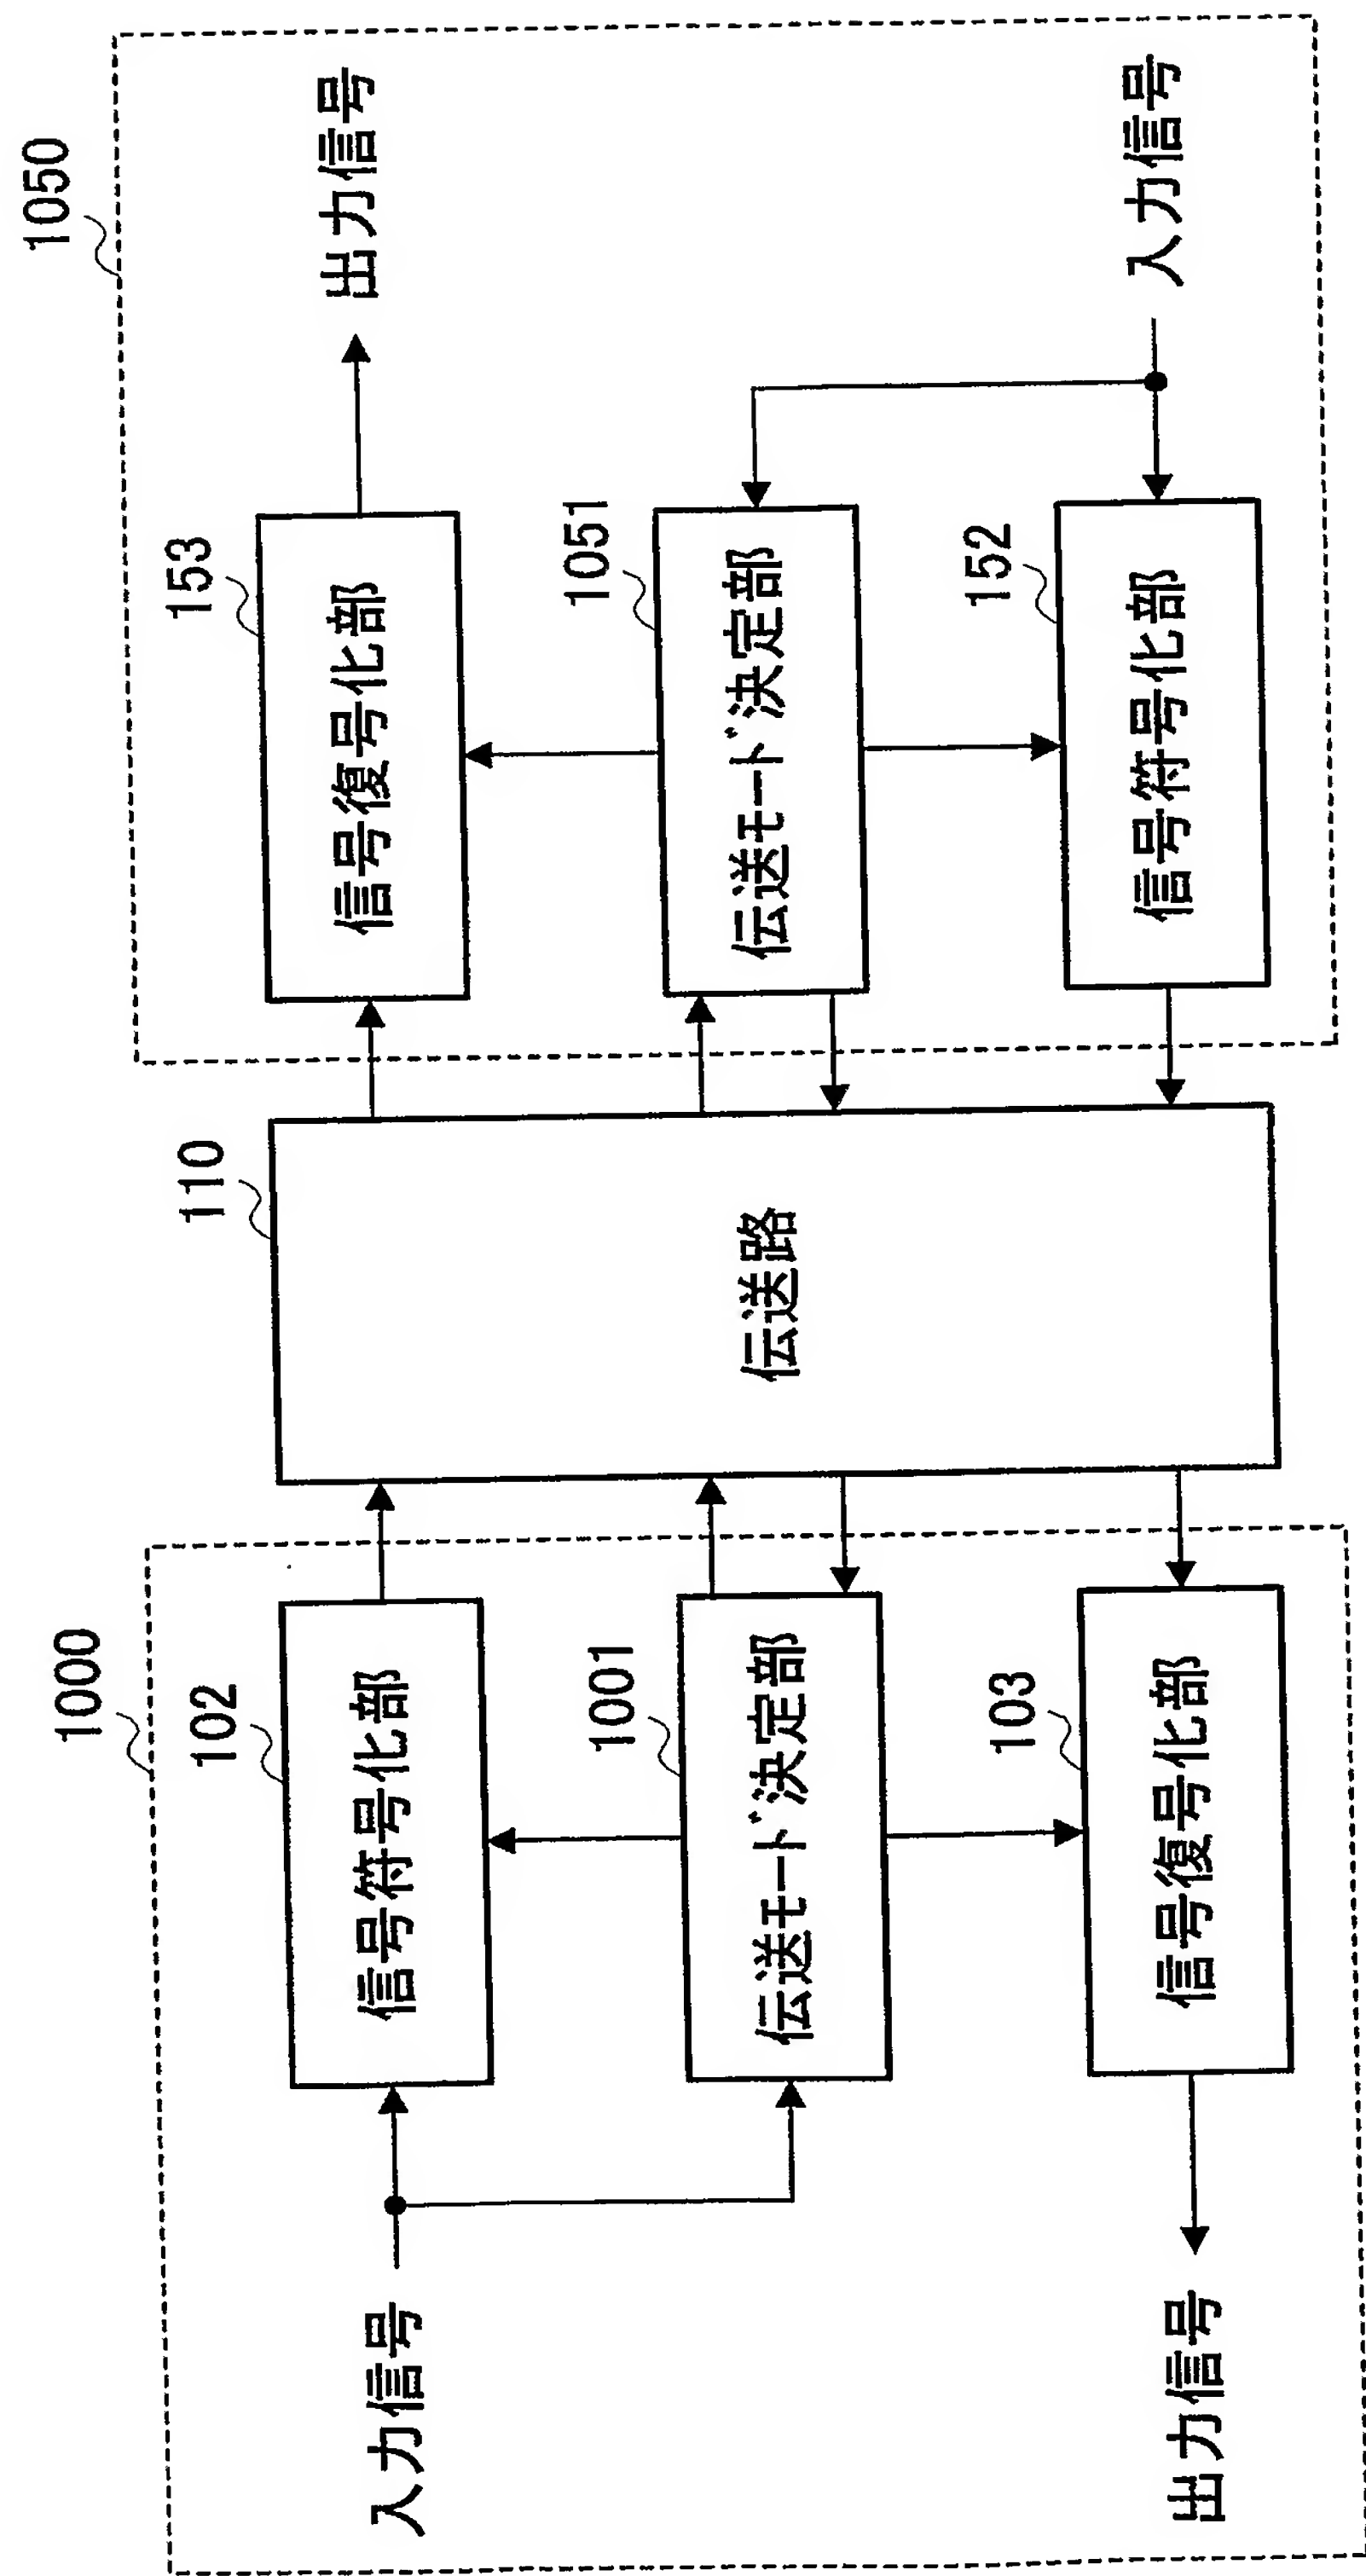 1000
102
信号符号化部
入力信号
1001
伝送モード決定部
103
信号復号化部
出力信号
110
伝送路
1050
153
信号復号化部
出力信号
1051
伝送モード決定部
152
信号符号化部
入力信号